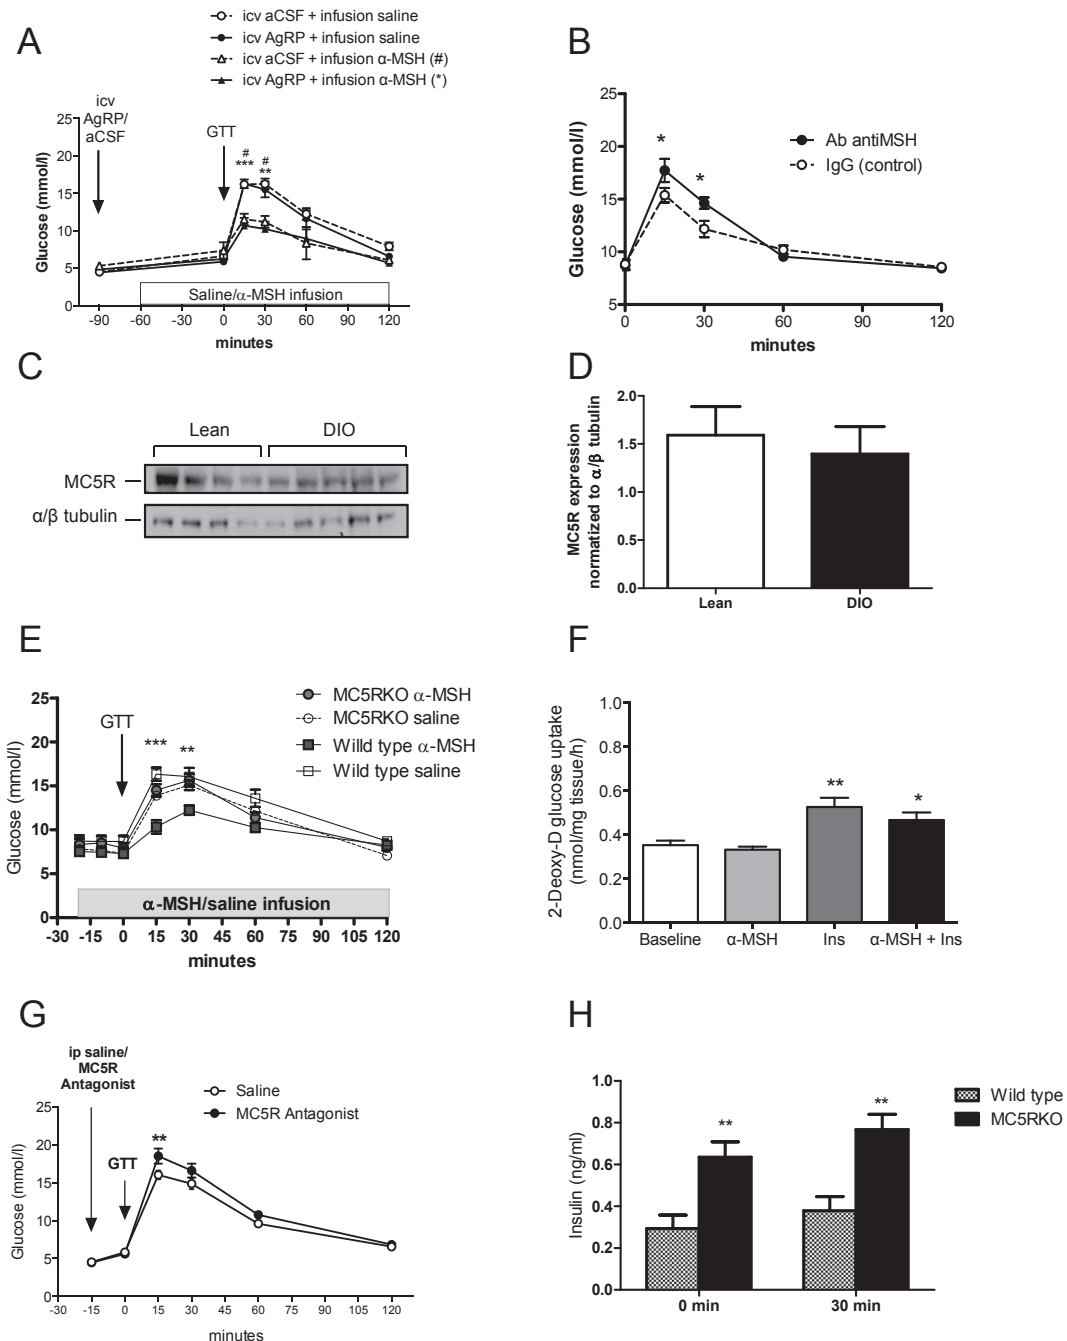 A
icv aCSF + infusion saline
icv AgRP + infusion saline
icv aCSF + infusion α-MSH (#)
icv AgRP + infusion α-MSH (*)
icv
AgRP/
aCSF
GTT
#
***
#
**
25
20
15
10
5
0
Glucose (mmol/l)
Saline/α-MSH infusion
-90 -60 -30 0 30 60 90 120
minutes
B
25
20
15
10
5
Glucose (mmol/l)
*
*
Ab antiMSH
IgG (control)
0 30 60 90 120
minutes
C
Lean DIO
MC5R
α/β tubulin
D
2.0
1.5
1.0
0.5
0.0
MC5R expression
normatized to α/β tubulin
Lean DIO
E
25
20
15
10
5
0
Glucose (mmol/l)
GTT
*** **
MC5RKO α-MSH
MC5RKO saline
Willd type α-MSH
Wild type saline
α-MSH/saline infusion
-30 -15 0 15 30 45 60 75 90 105 120
minutes
F
1.0
0.8
0.6
0.4
0.2
0.0
2-Deoxy-D glucose uptake
(nmol/mg tissue/h)
**
*
Baseline α-MSH Ins α-MSH + Ins
G
ip saline/
MC5R
Antagonist
GTT
**
Saline
MC5R Antagonist
25
20
15
10
5
0
Glucose (mmol/l)
-30 -15 0 15 30 45 60 75 90 105 120
minutes
H
1.0
0.8
0.6
0.4
0.2
0.0
Insulin (ng/ml)
**
**
Wild type
MC5RKO
0 min 30 min